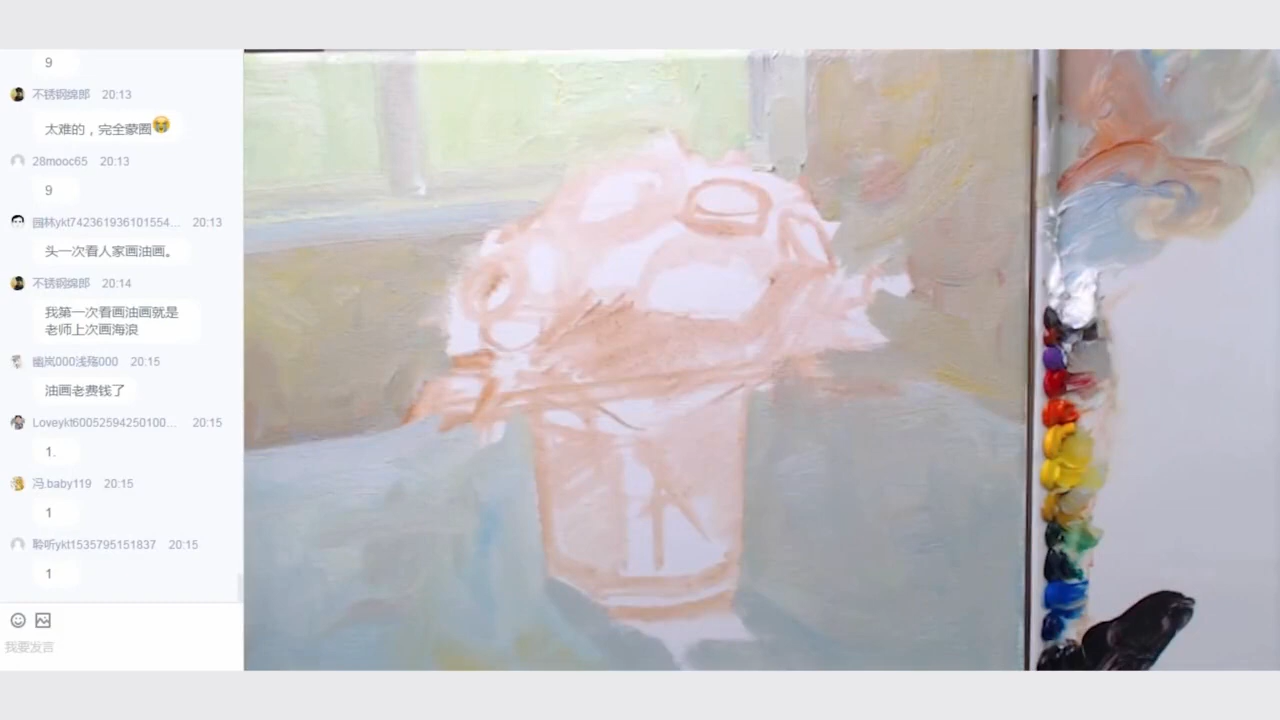 9
不锈钢绵郎 20:13
太难的，完全蒙圈
28mooc65 20:13
9
园林ykt742361936101554... 20:13
头一次看人家画油画。
不锈钢绵郎 20:14
我第一次看画油画就是
老师上次画海浪
幽岚000浅殇000 20:15
油画老费钱了
Loveykt60052594250100... 20:15
1.
冯.baby119 20:15
1
聆听ykt1535795151837 20:15
1
我要发言